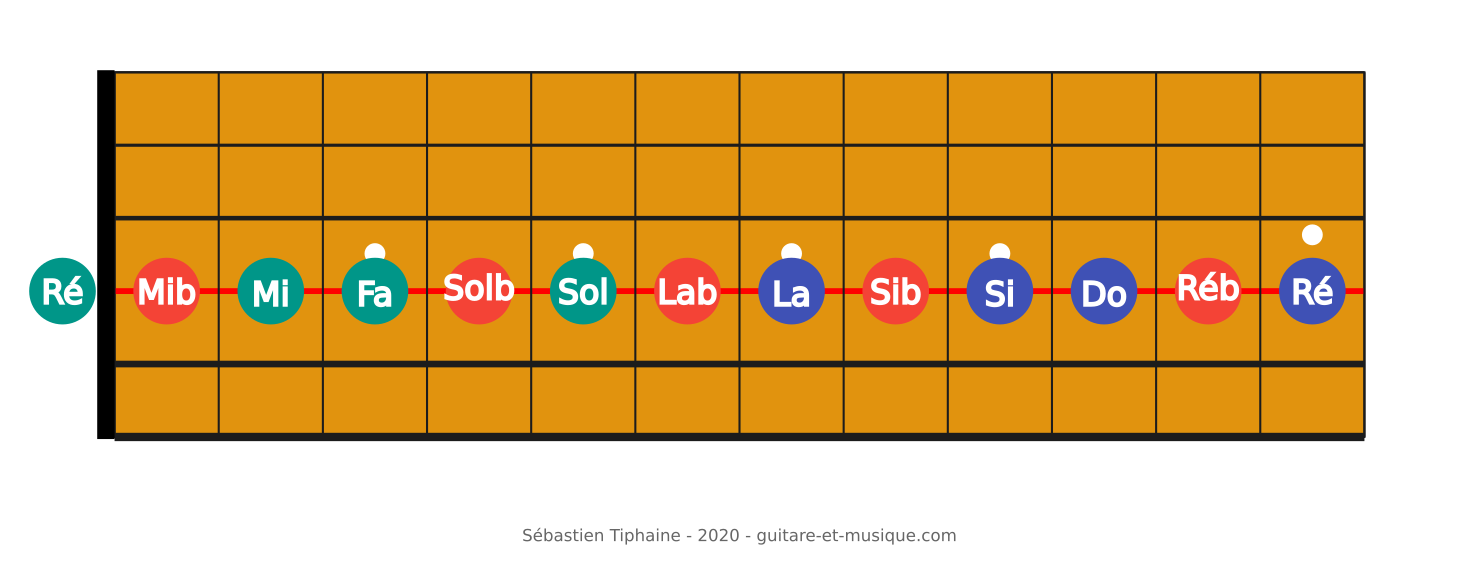 Ré Mib Mi Fa Solb Sol Lab La Sib Si Do Réb Ré
Sébastien Tiphaine - 2020 - guitare-et-musique.com